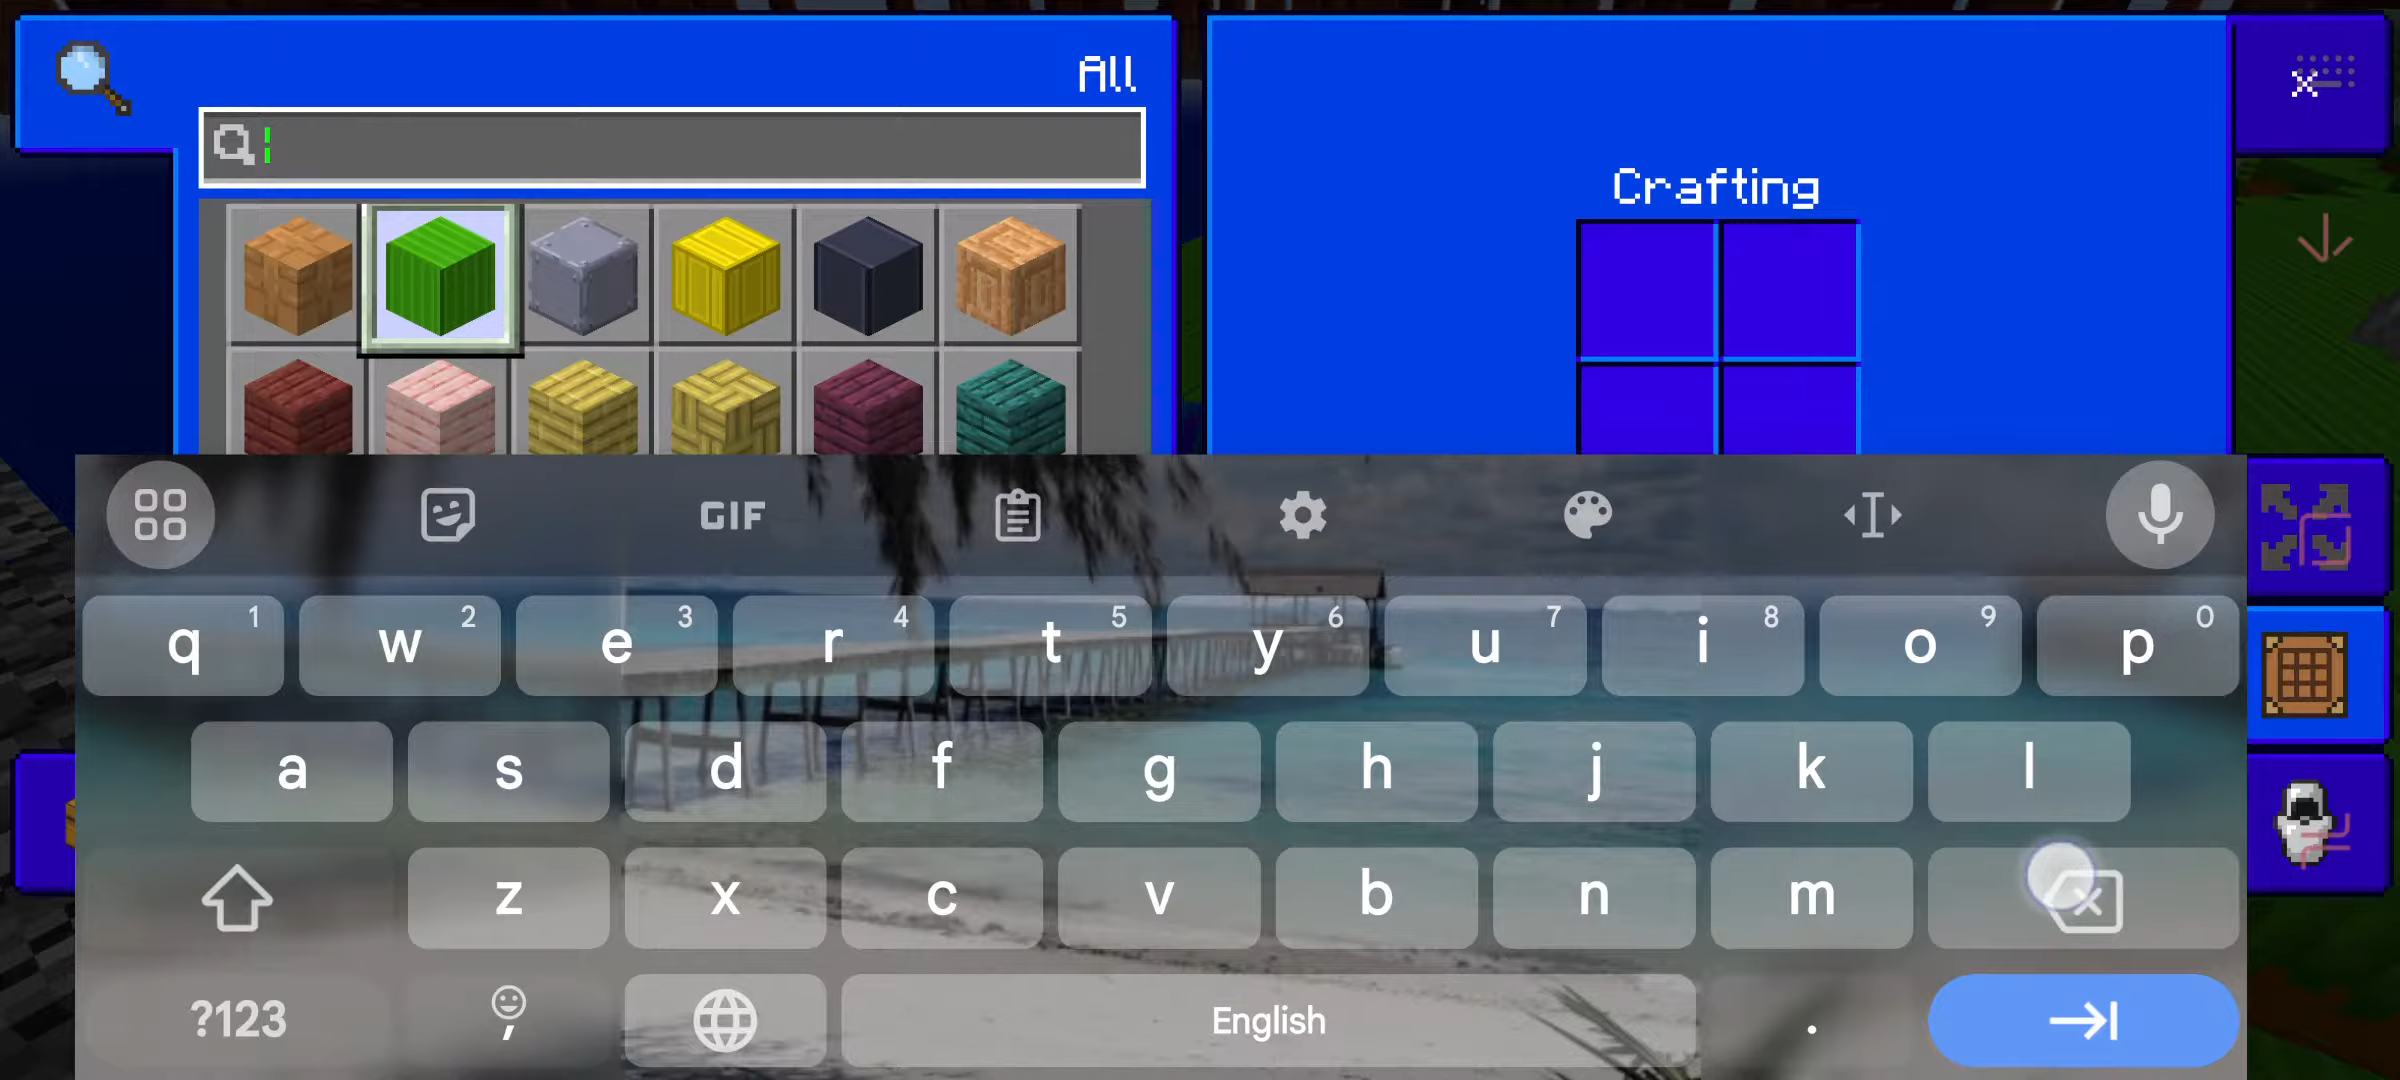 All
Crafting
GIF
q 1 w 2 e 3 r 4 t 5 y 6 u 7 i 8 o 9 p 0
a s d f g h j k l
z x c v b n m
?123 , English .